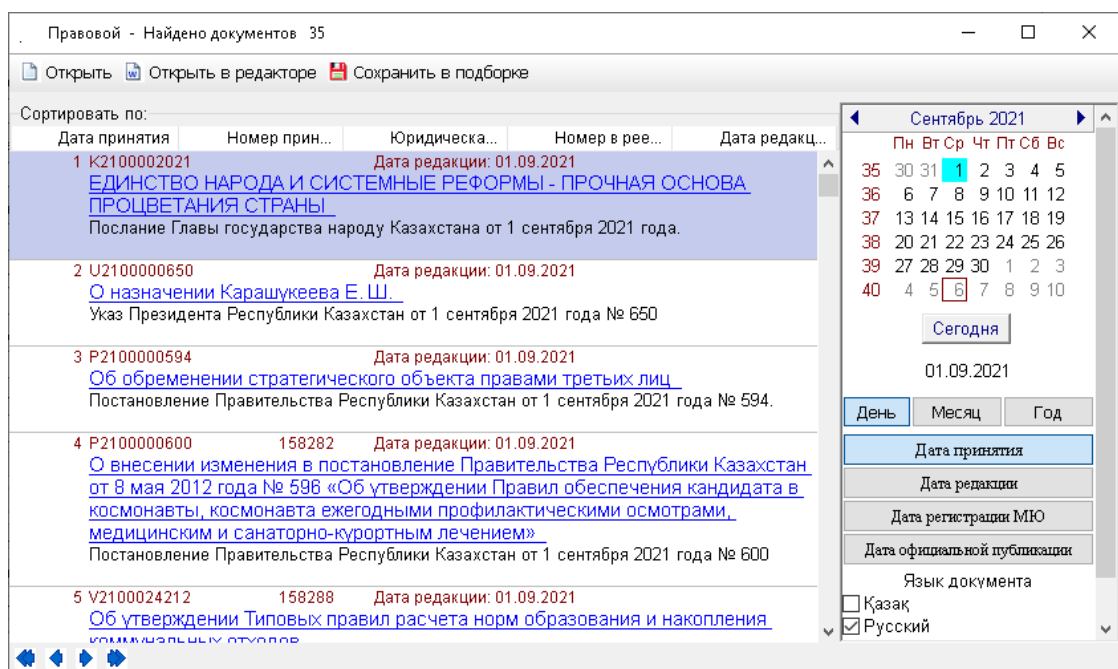 Правовой - Найдено документов 35
Открыть Открыть в редакторе Сохранить в подборке
Сортировать по:
Дата принятия Номер прин... Юридическа... Номер в рее... Дата редакц...
1 K2100002021 Дата редакции: 01.09.2021
ЕДИНСТВО НАРОДА И СИСТЕМНЫЕ РЕФОРМЫ - ПРОЧНАЯ ОСНОВА
ПРОЦВЕТАНИЯ СТРАНЫ
Послание Главы государства народу Казахстана от 1 сентября 2021 года.
2 U2100000650 Дата редакции: 01.09.2021
О назначении Карашукеева Е. Ш.
Указ Президента Республики Казахстан от 1 сентября 2021 года № 650
3 P2100000594 Дата редакции: 01.09.2021
Об обременении стратегического объекта правами третьих лиц
Постановление Правительства Республики Казахстан от 1 сентября 2021 года № 594.
4 P2100000600 158282 Дата редакции: 01.09.2021
О внесении изменения в постановление Правительства Республики Казахстан
от 8 мая 2012 года № 596 «Об утверждении Правил обеспечения кандидата в
космонавты, космонавта ежегодными профилактическими осмотрами,
медицинским и санаторно-курортным лечением»
Постановление Правительства Республики Казахстан от 1 сентября 2021 года № 600
5 V2100024212 158288 Дата редакции: 01.09.2021
Об утверждении Типовых правил расчета норм образования и накопления
коммунальных отходов
Сентябрь 2021
Пн Вт Ср Чт Пт Сб Вс
35 30 31 1 2 3 4 5
36 6 7 8 9 10 11 12
37 13 14 15 16 17 18 19
38 20 21 22 23 24 25 26
39 27 28 29 30 1 2 3
40 4 5 6 7 8 9 10
Сегодня
01.09.2021
День Месяц Год
Дата принятия
Дата редакции
Дата регистрации МЮ
Дата официальной публикации
Язык документа
Қазақ
Русский